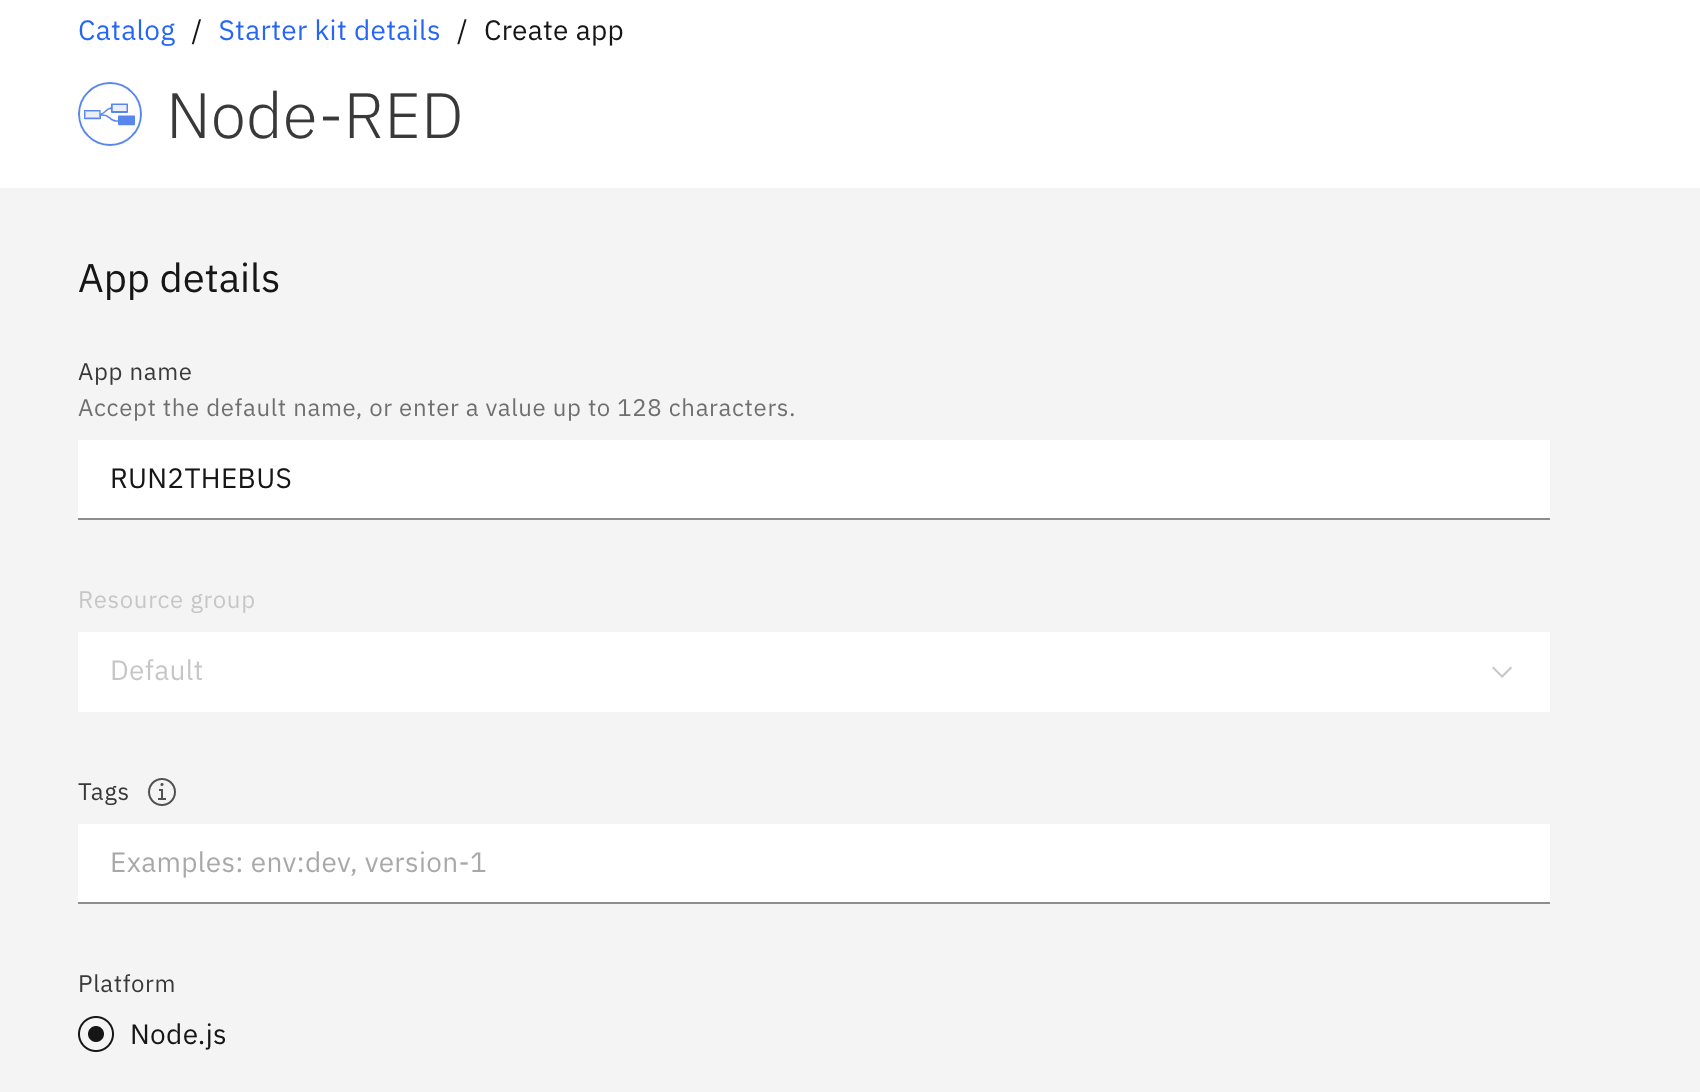 Catalog / Starter kit details / Create app
Node-RED
App details
App name
Accept the default name, or enter a value up to 128 characters.
RUN2THEBUS
Resource group
Default
Tags
Examples: env:dev, version-1
Platform
Node.js